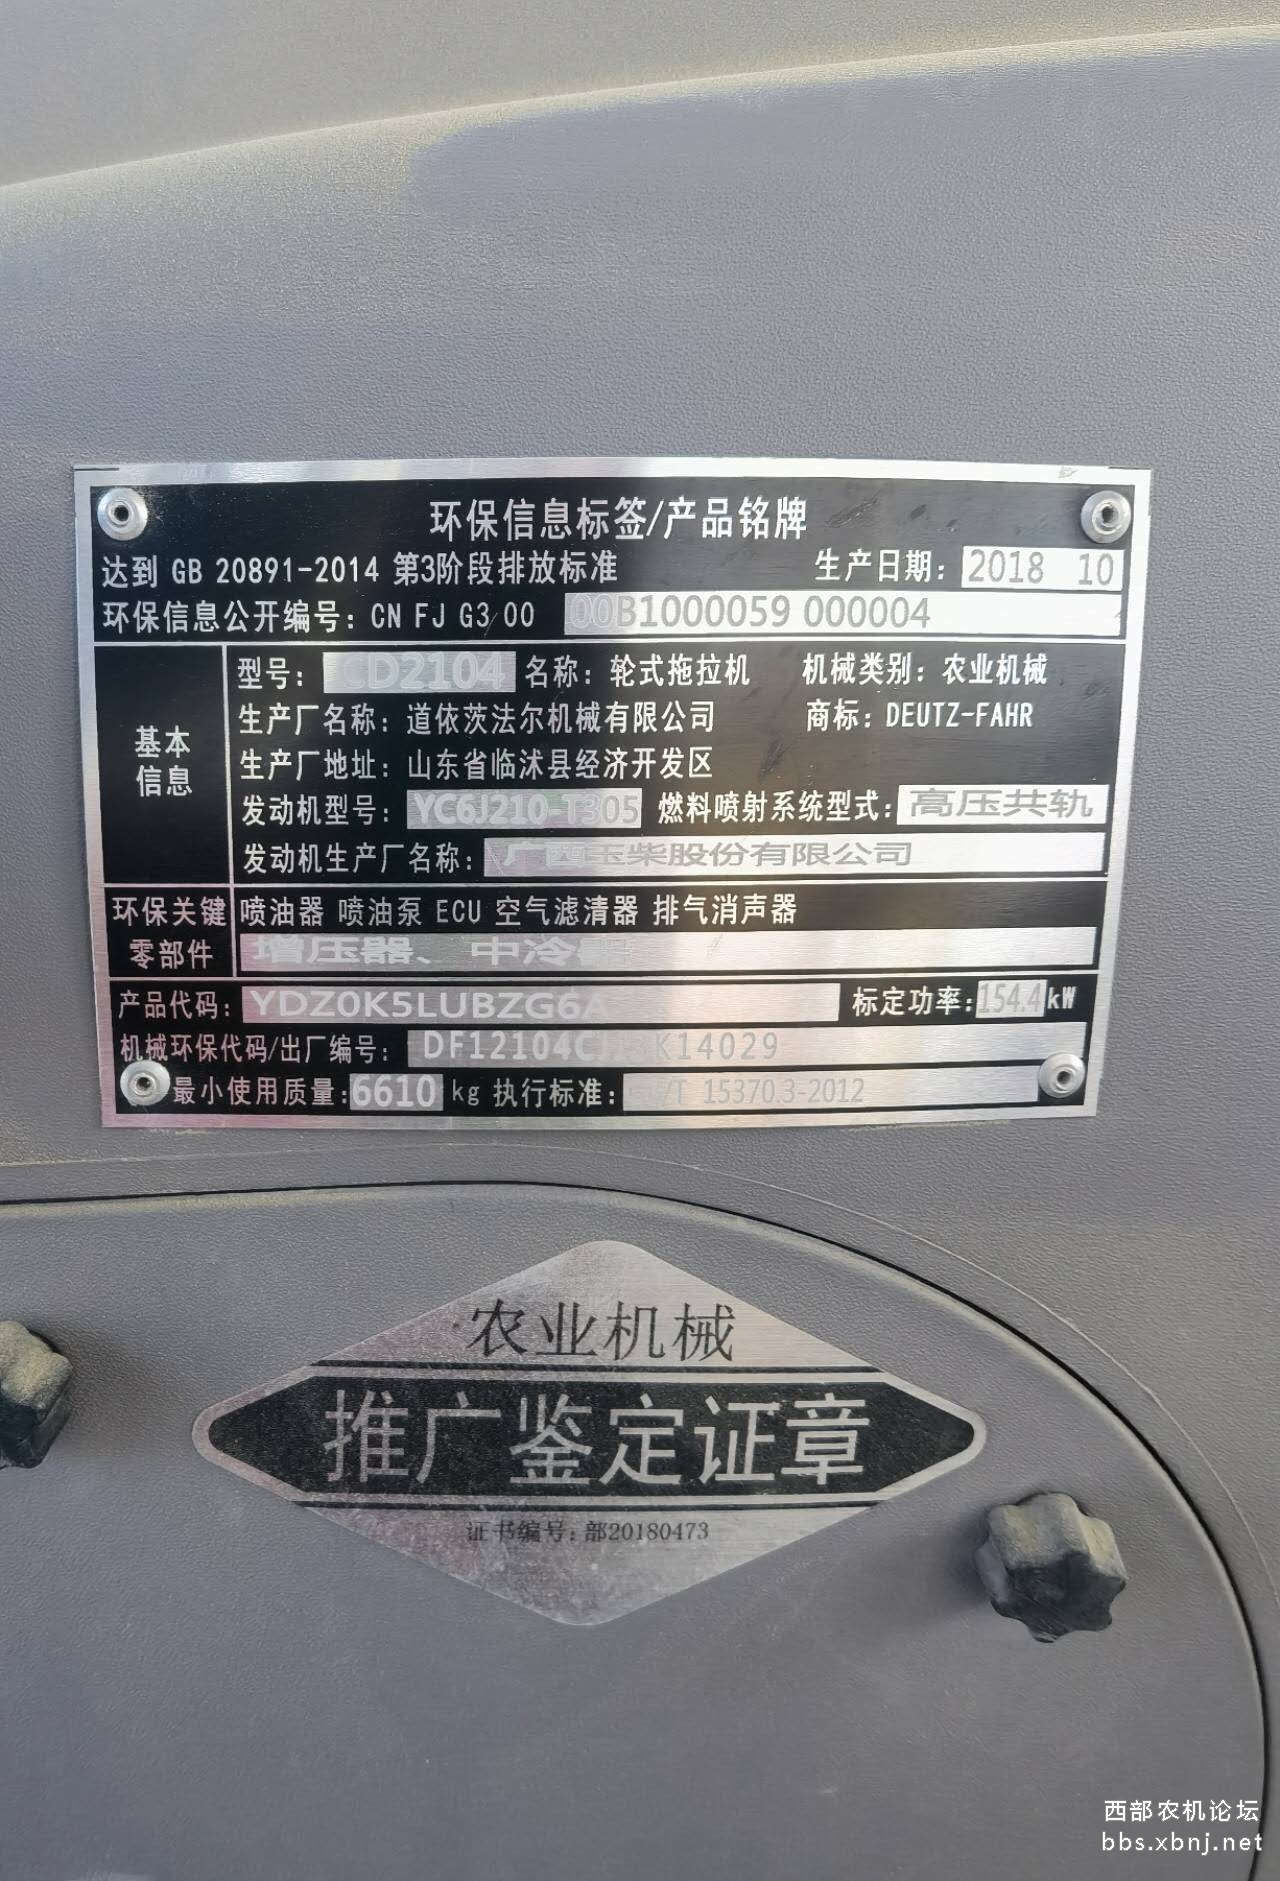 环保信息标签/产品铭牌
达到 GB 20891-2014 第3阶段排放标准 生产日期: 2018 10
环保信息公开编号: CN FJ G3 00 00B1000059 000004
型号: CD2104 名称: 轮式拖拉机 机械类别: 农业机械
生产厂名称: 道依茨法尔机械有限公司 商标: DEUTZ-FAHR
基本信息
生产厂地址: 山东省临沭县经济开发区
发动机型号: YC6J210-T305 燃料喷射系统型式: 高压共轨
发动机生产厂名称: 广西玉柴股份有限公司
环保关键零部件
喷油器 喷油泵 ECU 空气滤清器 排气消声器
增压器、中冷器
产品代码: YDZ0K5LUBZG6A 标定功率: 154.4 kW
机械环保代码/出厂编号: DF12104CJ K14029
最小使用质量: 6610 kg 执行标准: /T 15370.3-2012
农业机械
推广鉴定证章
证书编号: 部20180473
西部农机论坛
bbs.xbnj.net